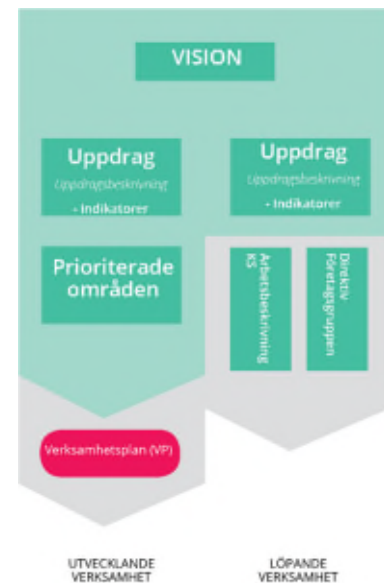 VISION
Uppdrag
Uppdragsbeskrivning
- Indikatorer
Uppdrag
Uppdragsbeskrivning
- Indikatorer
Prioriterade
områden
Arbetsbeskrivning
KS
Direktiv
Företagsgruppen
Verksamhetsplan (VP)
UTVECKLANDE
VERKSAMHET
LÖPANDE
VERKSAMHET